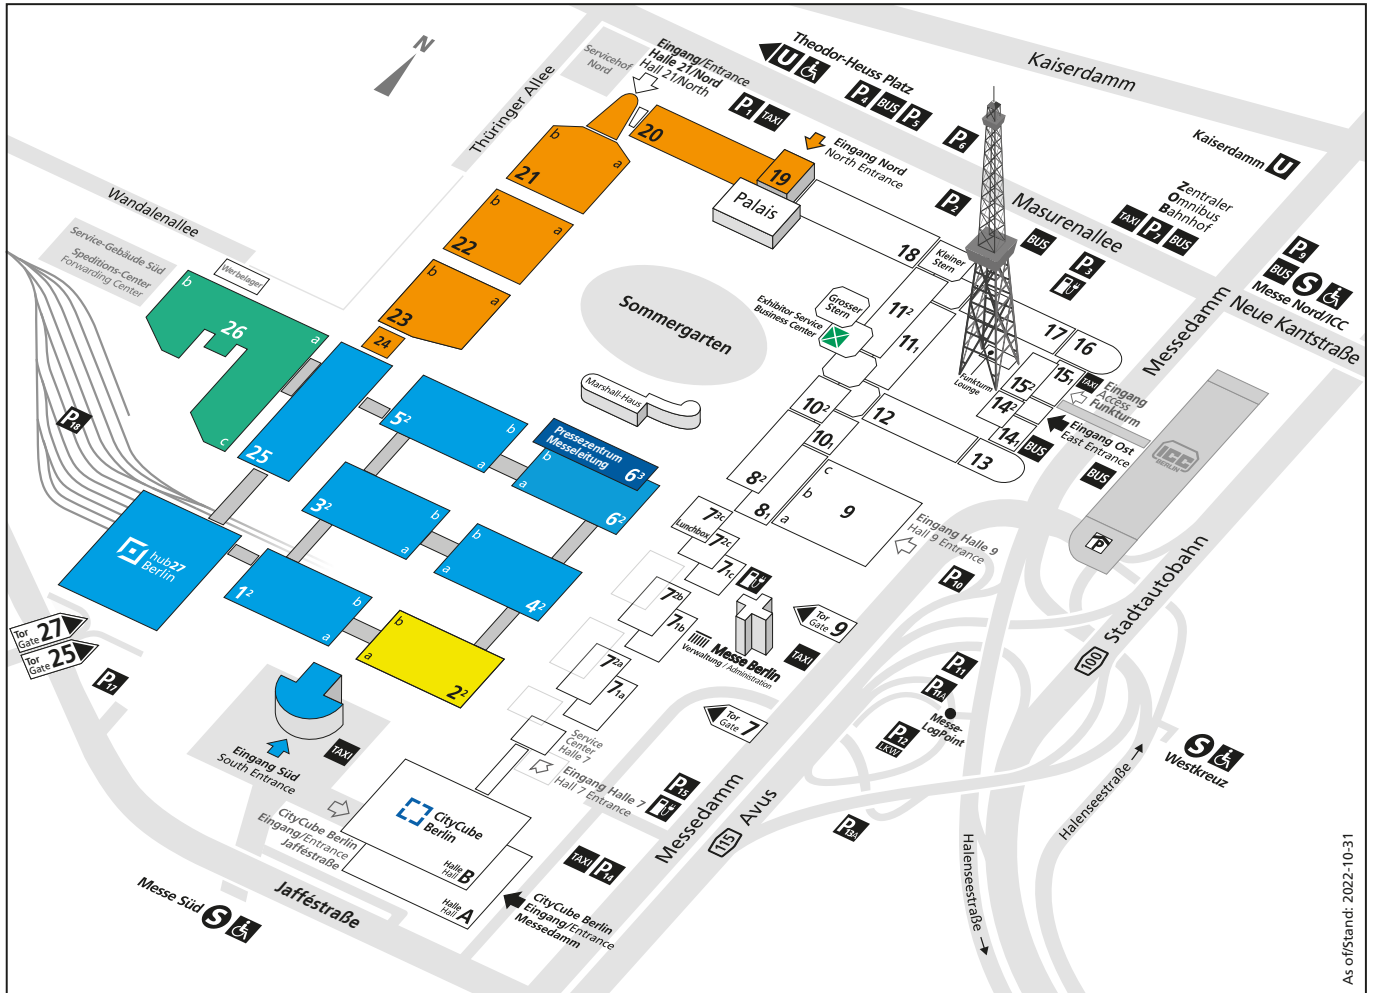 N
Servicehof
Nord
Eingang/Entrance
Halle 21/Nord
Hall 21/North
Theodor-Heuss Platz
U
Kaiserdamm
Thüringer Allee
P1
TAXI
P4
BUS
P5
P6
Kaiserdamm
U
Eingang Nord
North Entrance
b
a
21
20
19
Palais
P2
Masurenallee
Zentraler
Omnibus
Bahnhof
TAXI
P7
BUS
Wandalenallee
Service-Gebäude Süd
Speditions-Center
Forwarding Center
Werbelager
b
a
22
18
Kleiner
Stern
BUS
P3
P9
BUS
S
Messe Nord/ICC
Neue Kantstraße
Messedamm
b
26
a
c
b
a
23
24
Sommergarten
Exhibitor Service
Business Center
Grosser
Stern
11²
11₁
17
16
Funkturm
Lounge
15²
15₁
TAXI
Eingang
Access
Funkturm
14²
14₁
BUS
Eingang Ost
East Entrance
BUS
ICC
BERLIN
P
Marshall-Haus
10²
10₁
12
13
P18
25
5²
b
a
Pressezentrum
Messeleitung
6³
b
a
6²
8²
8₁
c
b
a
9
Eingang Halle 9
Hall 9 Entrance
P10
3²
b
a
b
a
4²
7³c
Lunchbox
7²c
7₁c
hub27
Berlin
1²
b
a
b
a
2²
7²b
7₁b
Messe Berlin
Verwaltung / Administration
TAXI
Tor
Gate 9
Stadtautobahn
100
Tor
Gate 27
Tor
Gate 25
P17
7²a
7₁a
Tor
Gate 7
P11
P11A
Messe-
LogPoint
P12
LKW
S
Westkreuz
Eingang Süd
South Entrance
TAXI
Service
Center
Halle 7
Eingang Halle 7
Hall 7 Entrance
P15
Messedamm
115
Avus
P13A
Halenseestraße
Halenseestraße
CityCube Berlin
Eingang/Entrance
Jafféstraße
CityCube
Berlin
Halle
Hall B
Halle
Hall A
TAXI
P14
CityCube Berlin
Eingang/Entrance
Messedamm
Messe Süd
S
Jafféstraße
As of/Stand: 2022-10-31